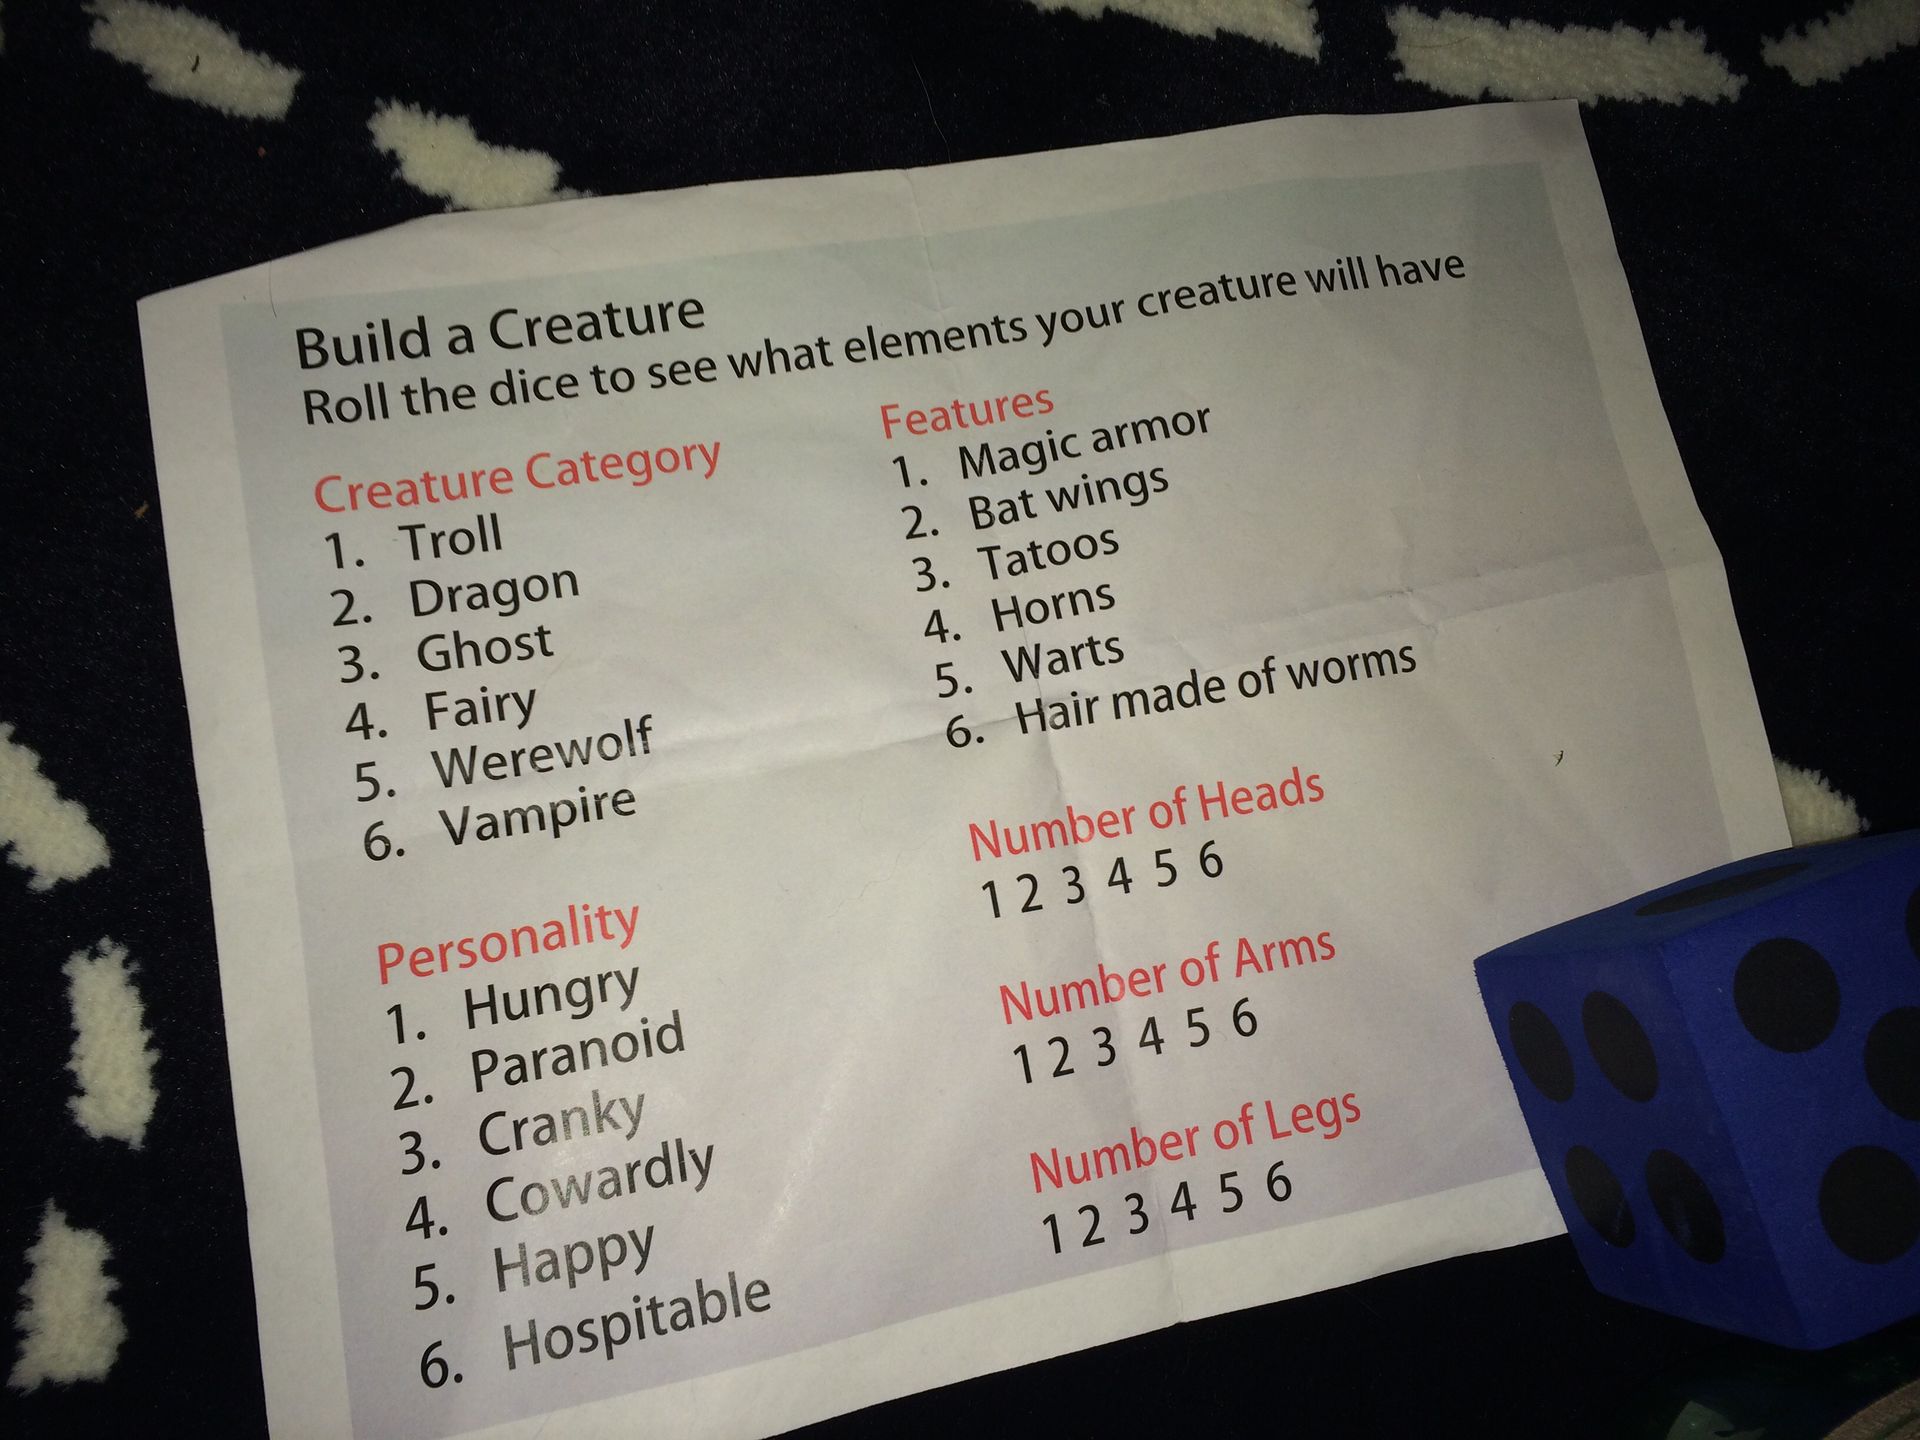 Build a Creature
Roll the dice to see what elements your creature will have
Creature Category
1. Troll
2. Dragon
3. Ghost
4. Fairy
5. Werewolf
6. Vampire
Personality
1. Hungry
2. Paranoid
3. Cranky
4. Cowardly
5. Happy
6. Hospitable
Features
1. Magic armor
2. Bat wings
3. Tatoos
4. Horns
5. Warts
6. Hair made of worms
Number of Heads
1 2 3 4 5 6
Number of Arms
1 2 3 4 5 6
Number of Legs
1 2 3 4 5 6